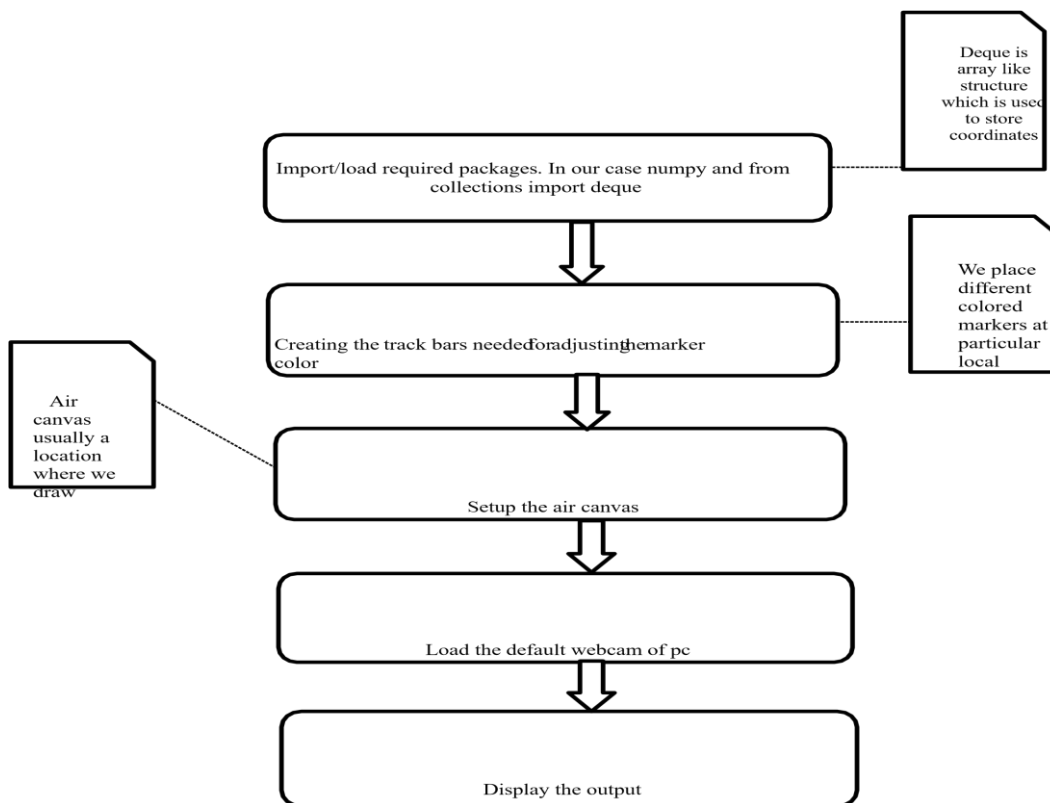 Deque is
array like
structure
which is used
to store
coordinates
Import/load required packages. In our case numpy and from
collections import deque
We place
different
colored
markers at
particular
local
Creating the track bars needed for adjusting the marker
color
Air
canvas
usually a
location
where we
draw
Setup the air canvas
Load the default webcam of pc
Display the output